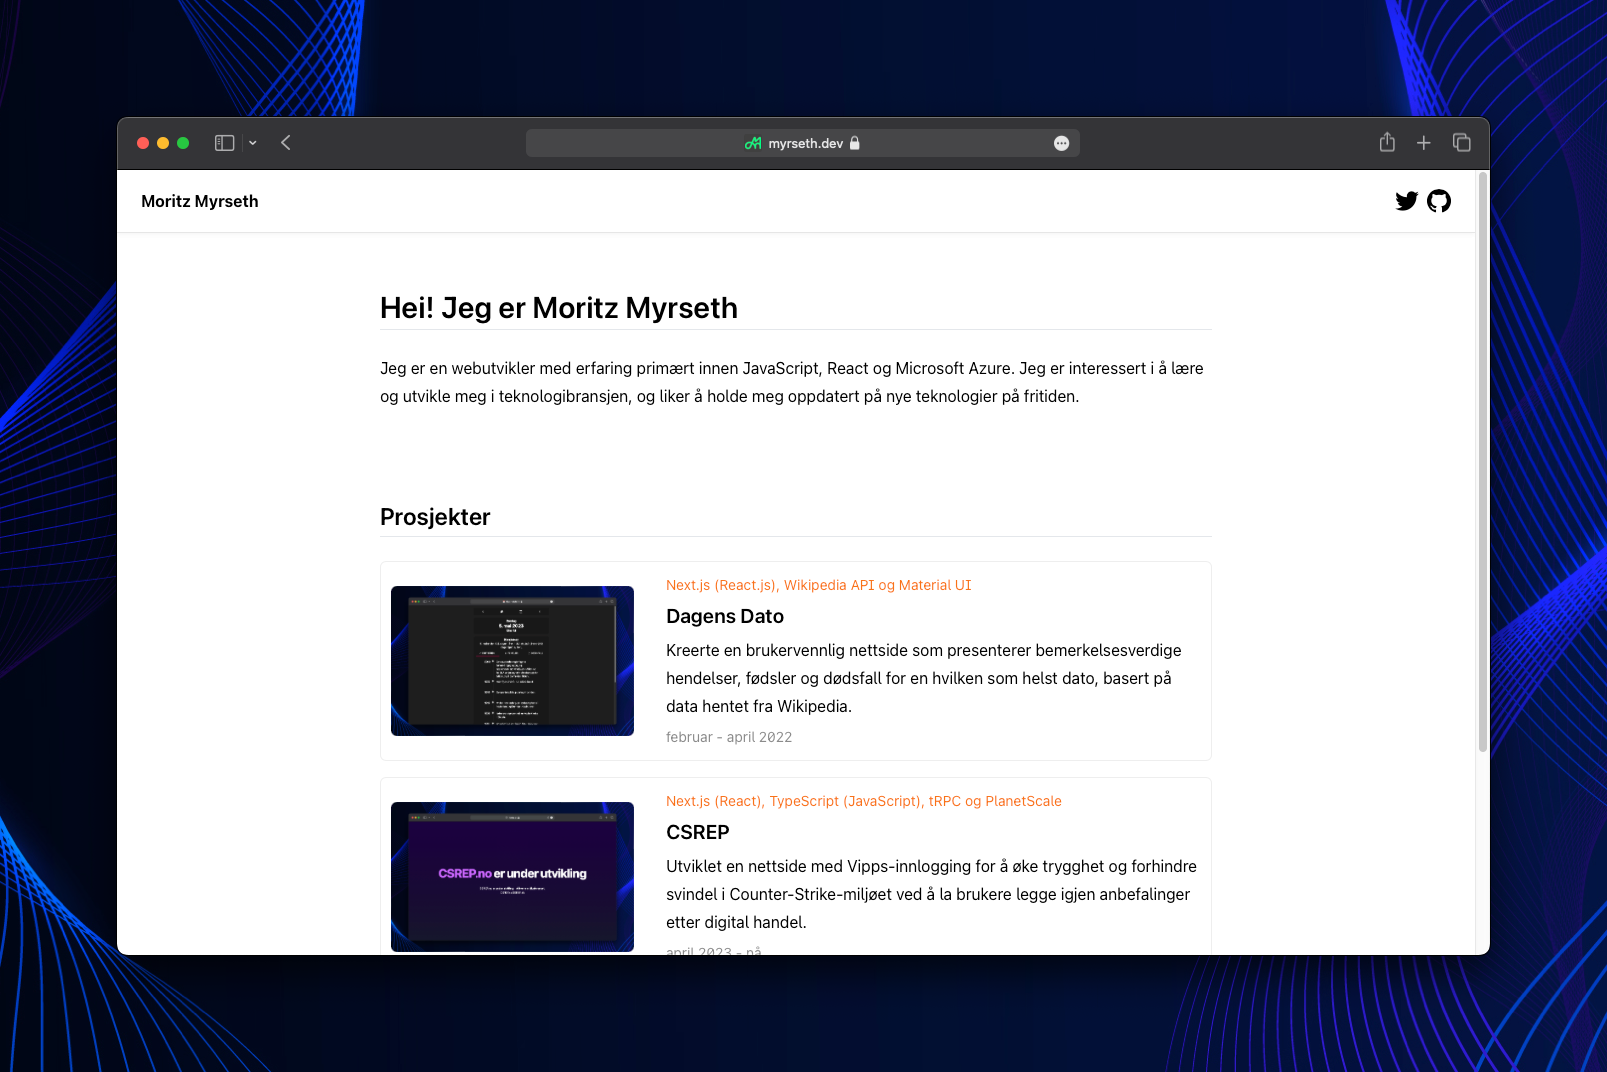 myrseth.dev
Moritz Myrseth
Hei! Jeg er Moritz Myrseth
Jeg er en webutvikler med erfaring primært innen JavaScript, React og Microsoft Azure. Jeg er interessert i å lære
og utvikle meg i teknologibransjen, og liker å holde meg oppdatert på nye teknologier på fritiden.
Prosjekter
Next.js (React.js), Wikipedia API og Material UI
Dagens Dato
Kreerte en brukervennlig nettside som presenterer bemerkelsesverdige
hendelser, fødsler og dødsfall for en hvilken som helst dato, basert på
data hentet fra Wikipedia.
februar - april 2022
Next.js (React), TypeScript (JavaScript), tRPC og PlanetScale
CSREP
CSREP.no er under utvikling
Utviklet en nettside med Vipps-innlogging for å øke trygghet og forhindre
svindel i Counter-Strike-miljøet ved å la brukere legge igjen anbefalinger
etter digital handel.
april 2023 - nå